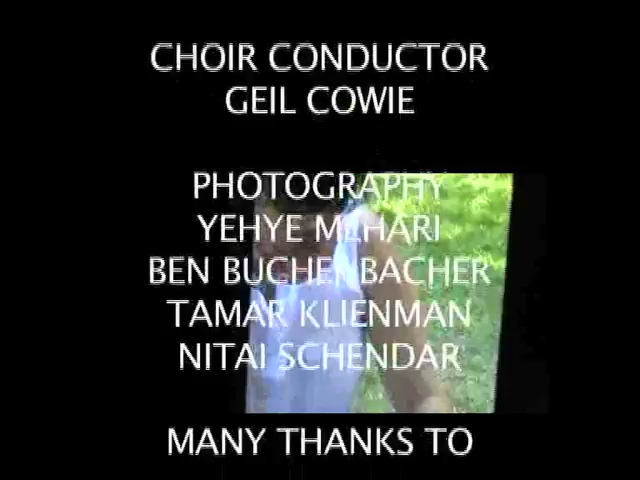 CHOIR CONDUCTOR
GEIL COWIE
PHOTOGRAPHY
YEHYE MEHARI
BEN BUCHENBACHER
TAMAR KLIENMAN
NITAI SCHENDAR
MANY THANKS TO